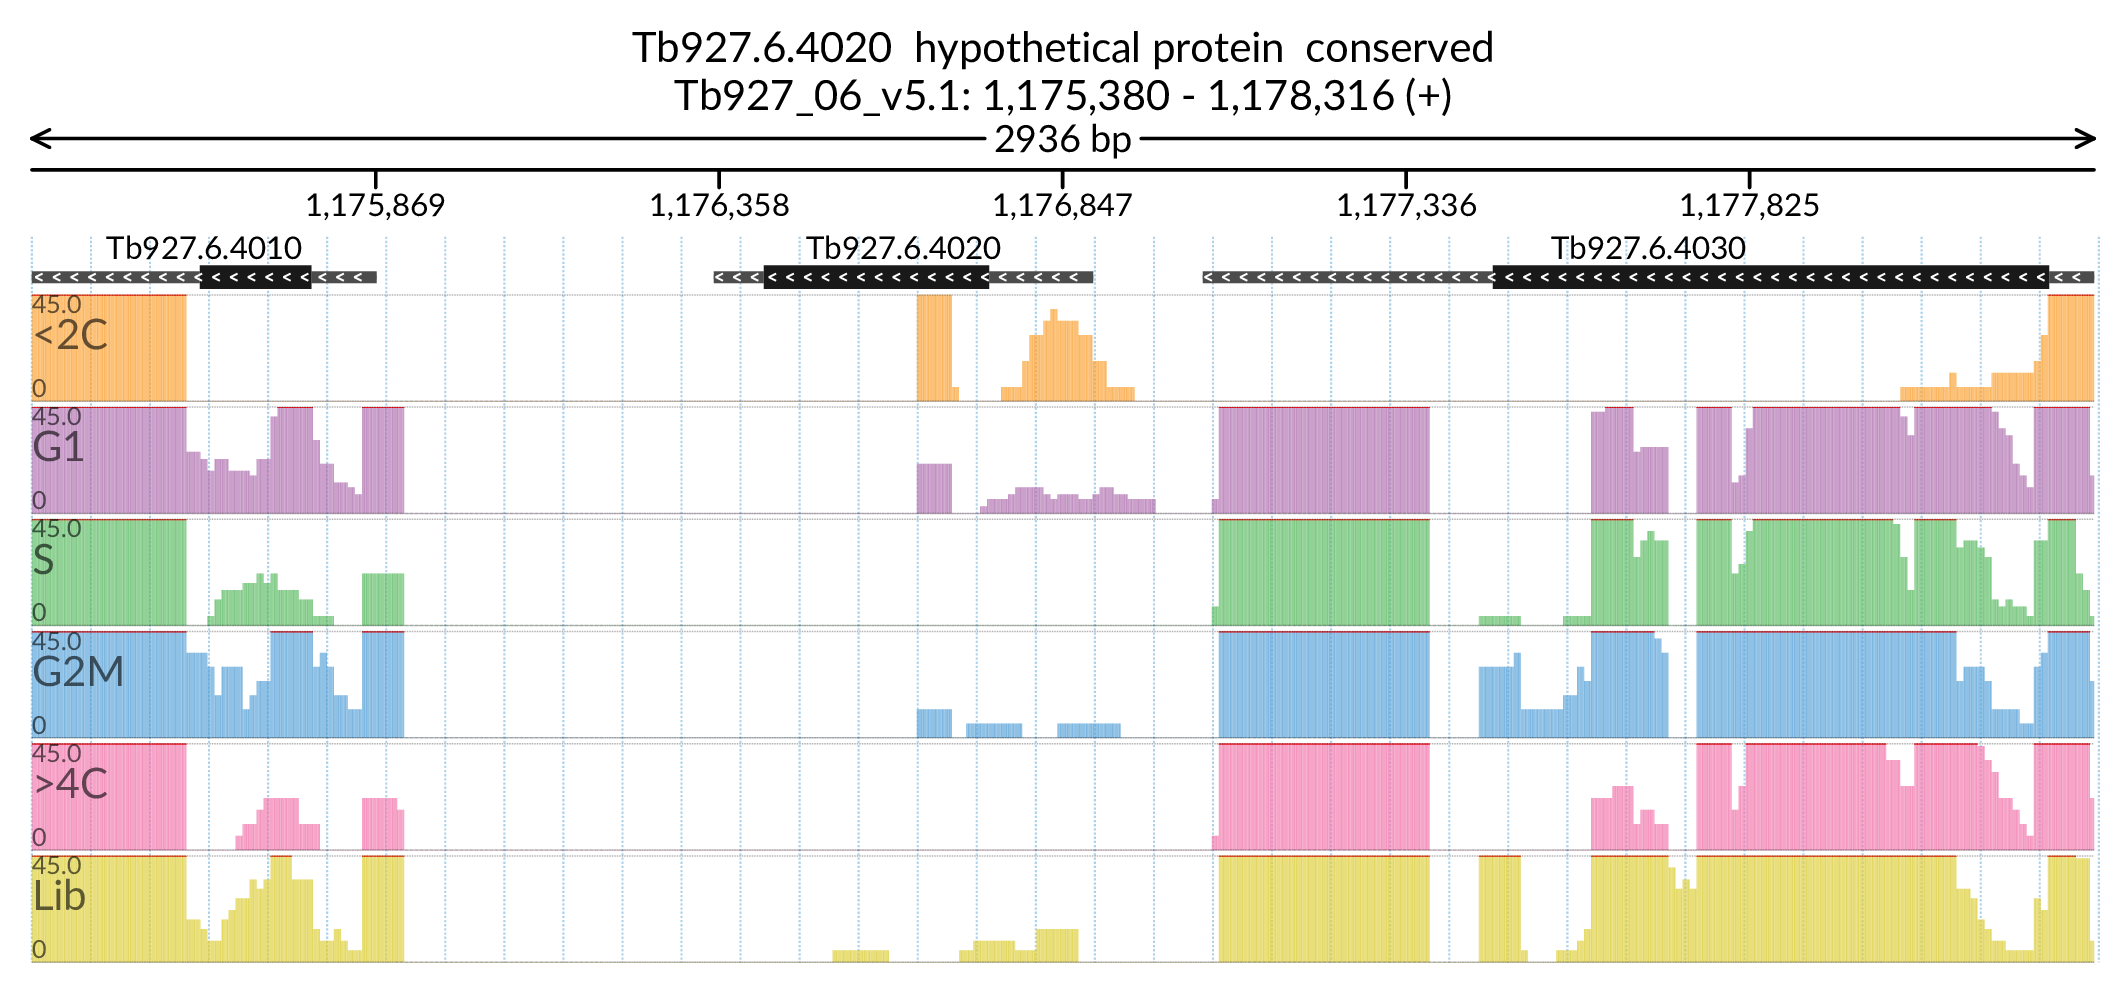 Tb927.6.4020  hypothetical protein  conserved
Tb927_06_v5.1: 1,175,380 - 1,178,316 (+)
2936 bp
1,175,869 1,176,358 1,176,847 1,177,336 1,177,825
Tb927.6.4010 Tb927.6.4020 Tb927.6.4030
45.0
<2C
0
45.0
G1
0
45.0
S
0
45.0
G2M
0
45.0
>4C
0
45.0
Lib
0